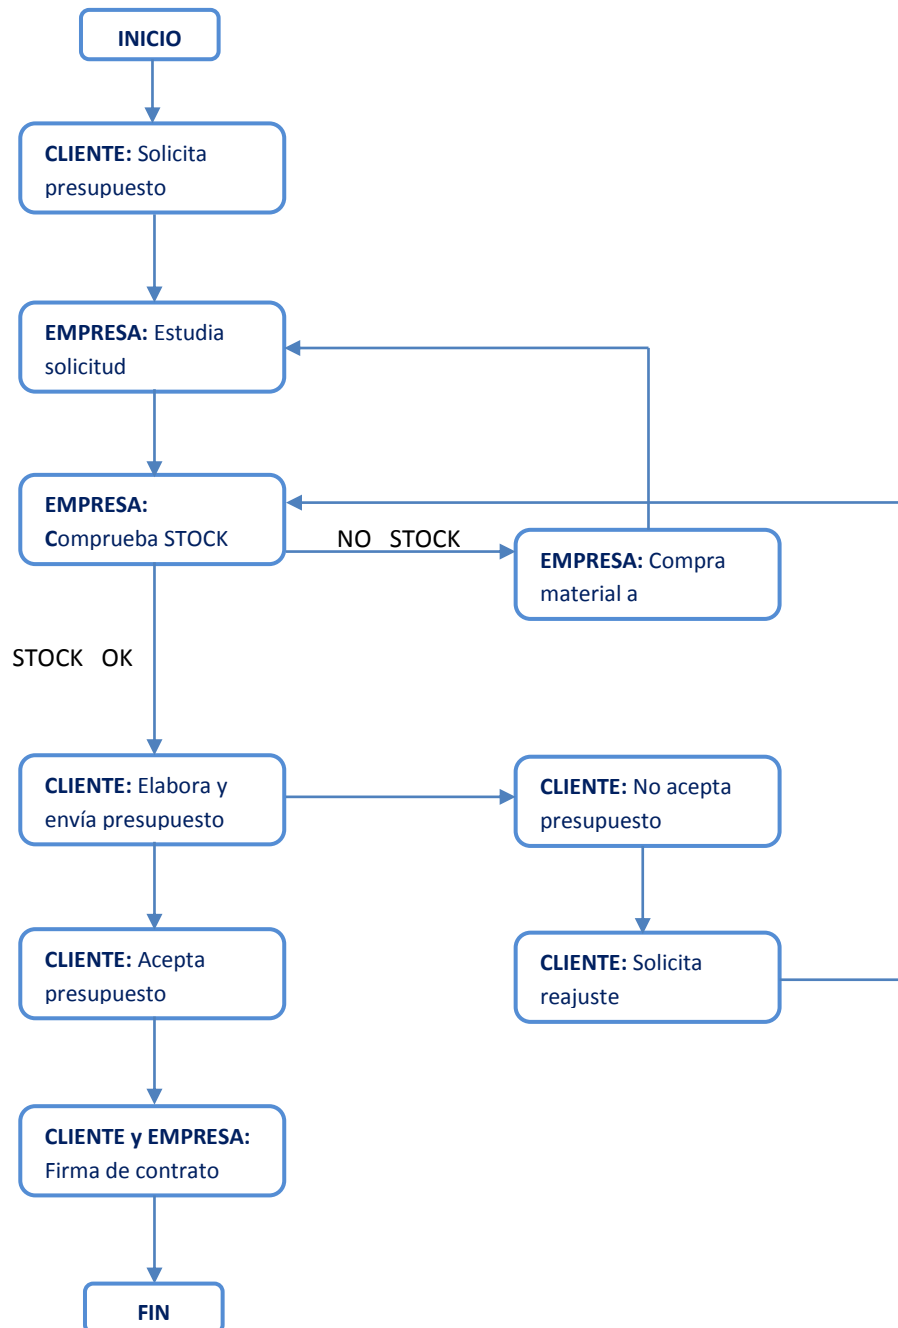 INICIO
CLIENTE: Solicita
presupuesto
EMPRESA: Estudia
solicitud
EMPRESA:
Comprueba STOCK
NO STOCK
EMPRESA: Compra
material a
STOCK OK
CLIENTE: Elabora y
envía presupuesto
CLIENTE: No acepta
presupuesto
CLIENTE: Acepta
presupuesto
CLIENTE: Solicita
reajuste
CLIENTE y EMPRESA:
Firma de contrato
FIN